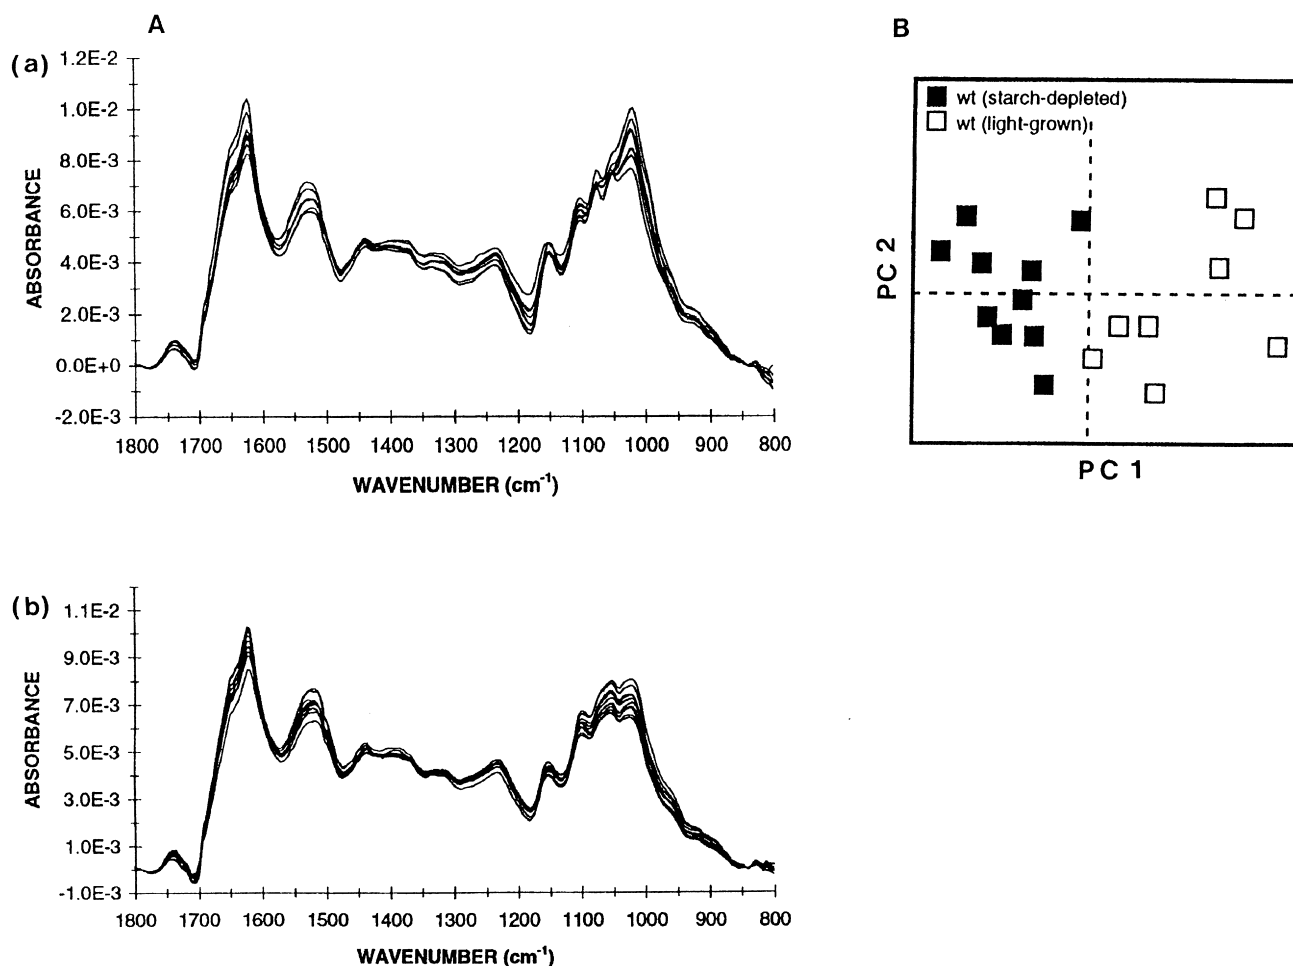 A
(a)
1.2E-2
1.0E-2
8.0E-3
6.0E-3
4.0E-3
2.0E-3
0.0E+0
-2.0E-3
ABSORBANCE
1800 1700 1600 1500 1400 1300 1200 1100 1000 900 800
WAVENUMBER (cm-1)
B
wt (starch-depleted)
wt (light-grown)
PC 2
PC 1
(b)
1.1E-2
9.0E-3
7.0E-3
5.0E-3
3.0E-3
1.0E-3
-1.0E-3
ABSORBANCE
1800 1700 1600 1500 1400 1300 1200 1100 1000 900 800
WAVENUMBER (cm-1)